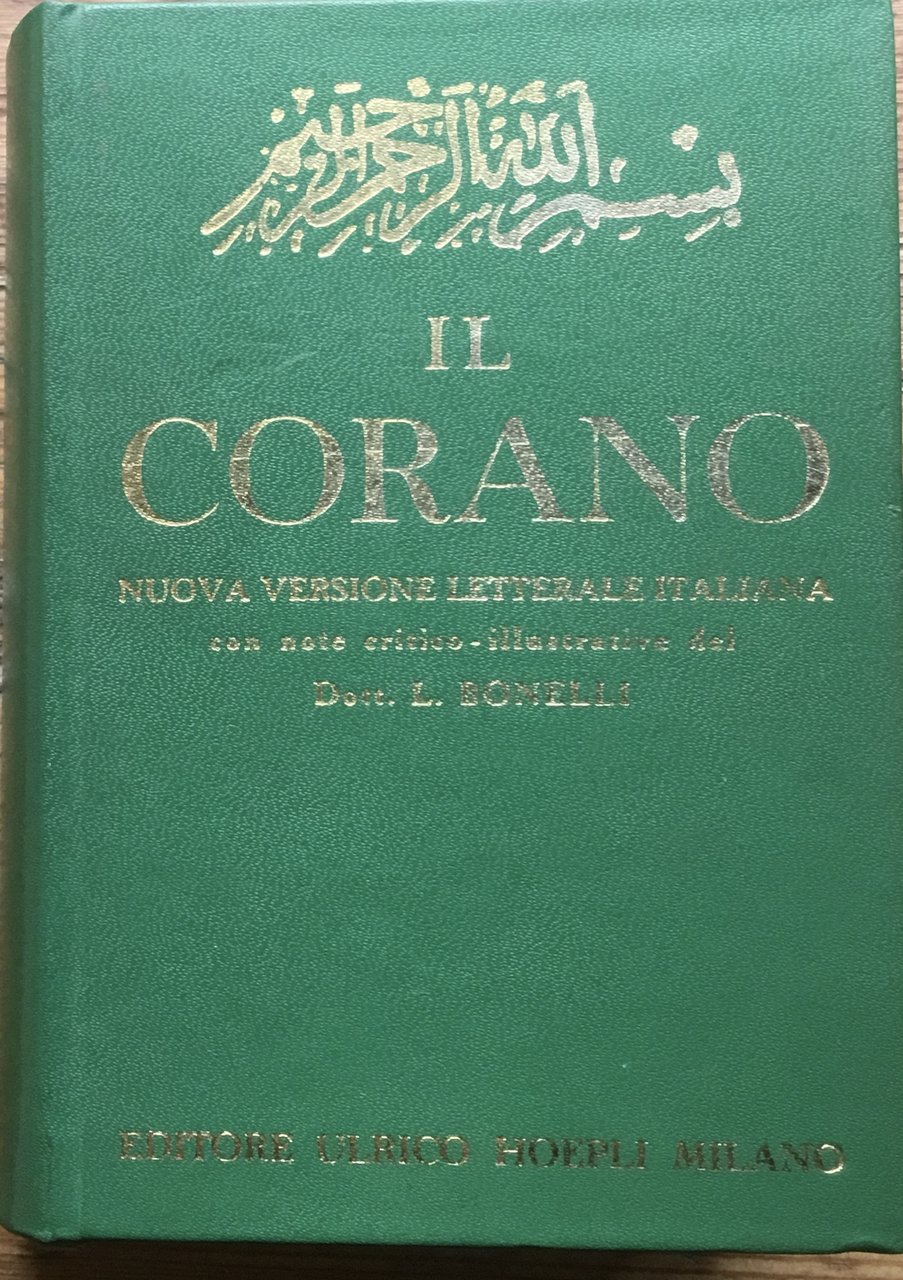 بسم الله الرحمن الرحيم
IL
CORANO
NUOVA VERSIONE LETTERALE ITALIANA
con note critico-illustrative del
Dott. L. BONELLI
EDITORE ULRICO HOEPLI MILANO